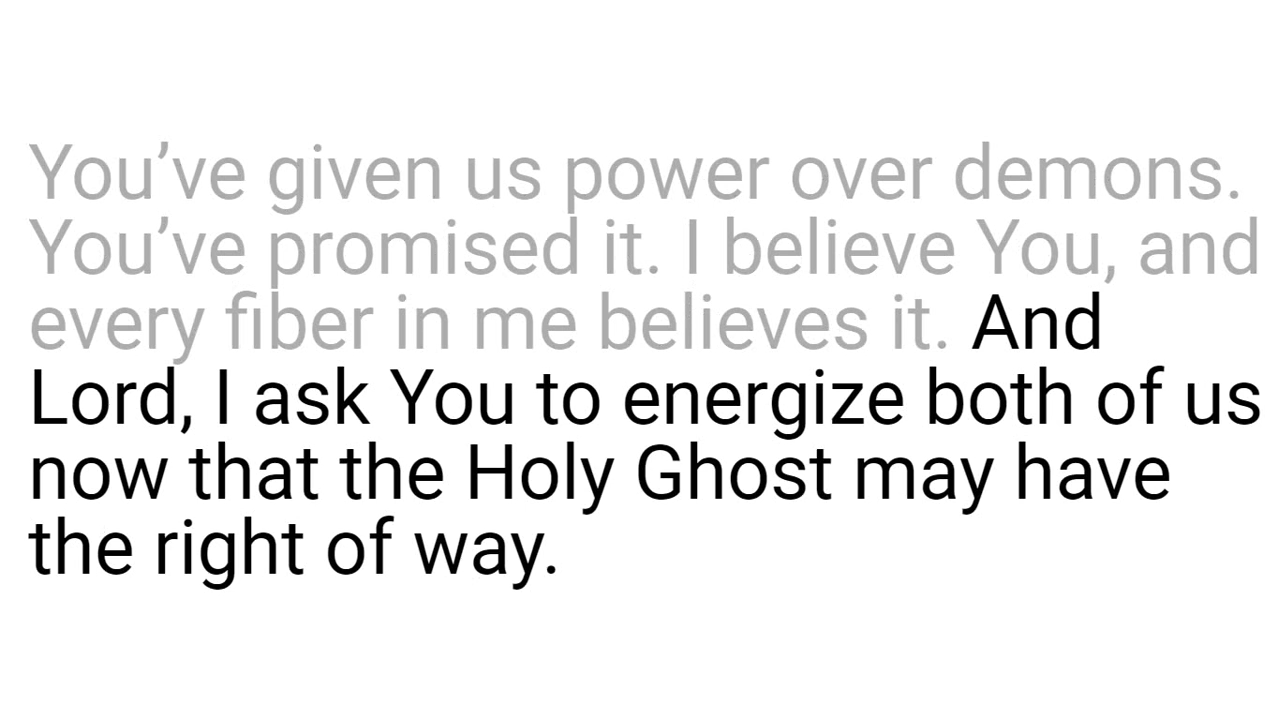 You’ve given us power over demons.
You’ve promised it. I believe You, and
every fiber in me believes it. And
Lord, I ask You to energize both of us
now that the Holy Ghost may have
the right of way.